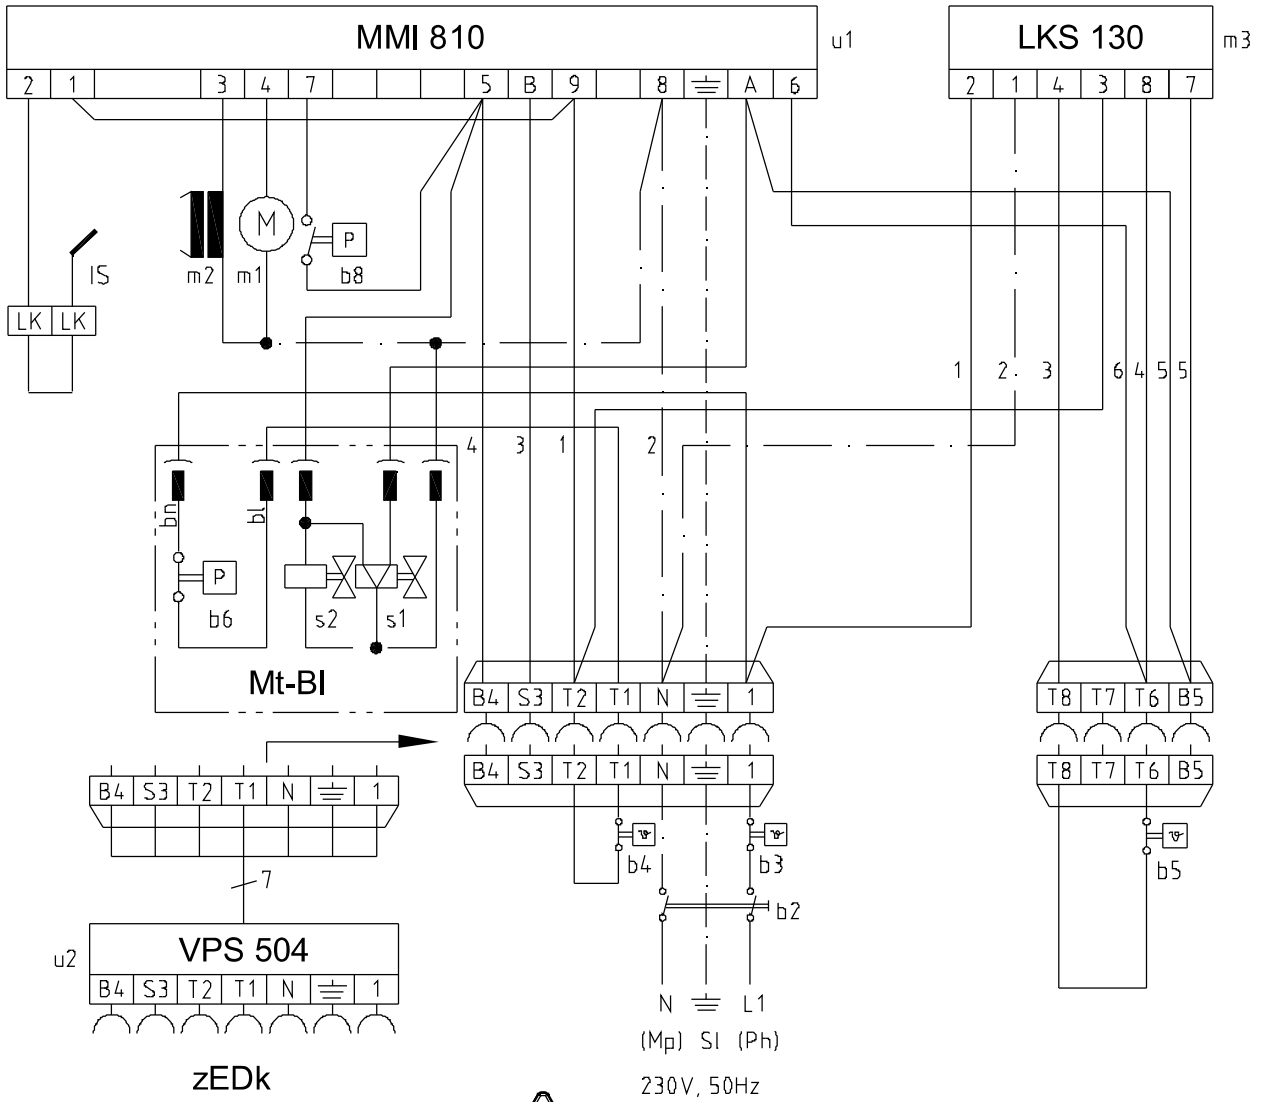 MMI 810
u1
LKS 130
m3
2 1 3 4 7 5 B 9 8 A 6
2 1 4 3 8 7
M
P
IS
m2 m1 b8
LK LK
1 2 3 6 4 5 5
4 3 1 2
bn bl
P
b6 s2 s1
Mt-Bl
B4 S3 T2 T1 N 1
T8 T7 T6 B5
B4 S3 T2 T1 N 1
T8 T7 T6 B5
B4 S3 T2 T1 N 1
ϑ ϑ ϑ
b4 b3 b5
7
b2
VPS 504
u2
B4 S3 T2 T1 N 1
N L1
(Mp) Sl (Ph)
zEDk
230V, 50Hz